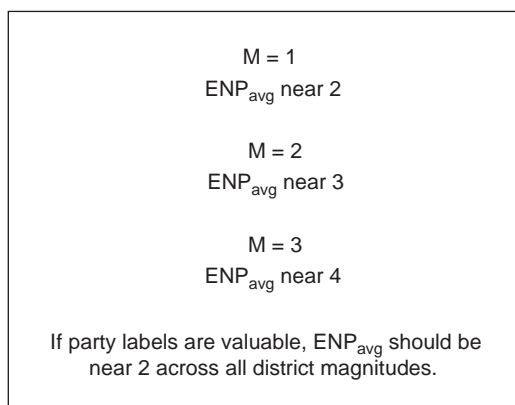 M = 1
ENPavg near 2
M = 2
ENPavg near 3
M = 3
ENPavg near 4
If party labels are valuable, ENPavg should be
near 2 across all district magnitudes.